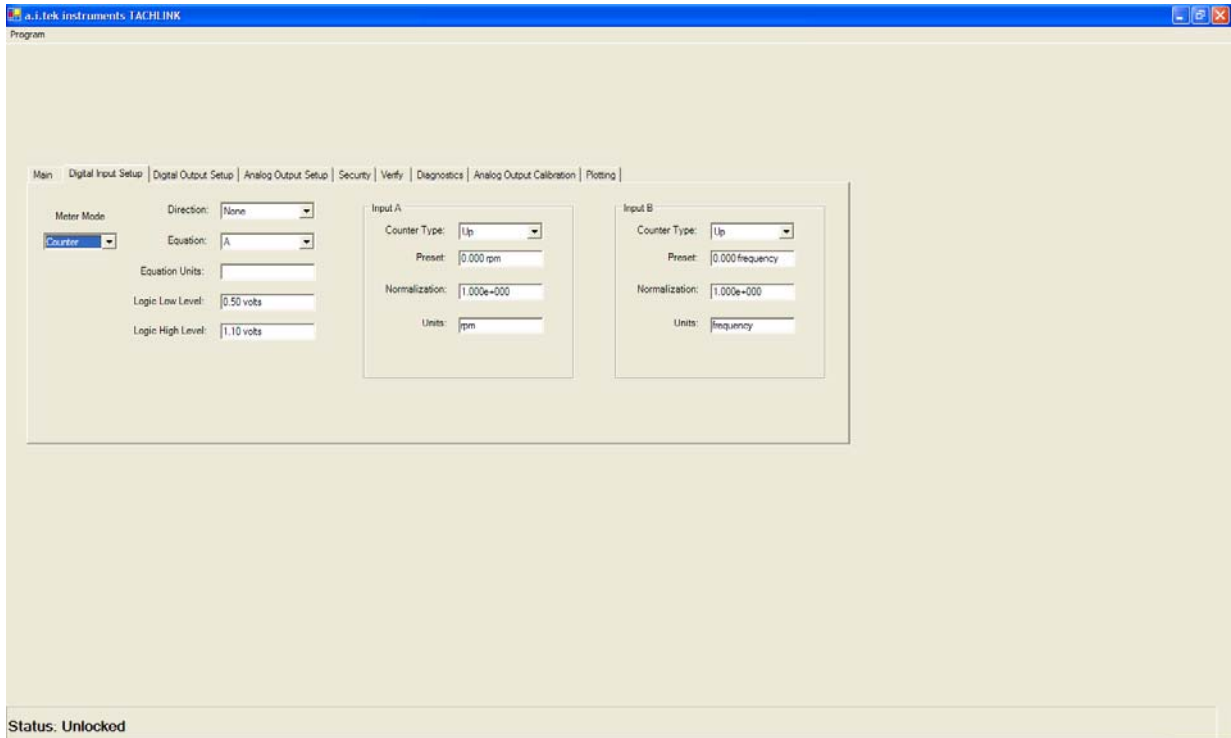 a.i.tek instruments TACHLINK
Program
Main Digital Input Setup Digital Output Setup Analog Output Setup Security Verify Diagnostics Analog Output Calibration Plotting
Meter Mode
Counter
Direction: None
Equation: A
Equation Units:
Logic Low Level: 0.50 volts
Logic High Level: 1.10 volts
Input A
Counter Type: Up
Preset: 0.000 rpm
Normalization: 1.000e+000
Units: rpm
Input B
Counter Type: Up
Preset: 0.000 frequency
Normalization: 1.000e+000
Units: frequency
Status: Unlocked